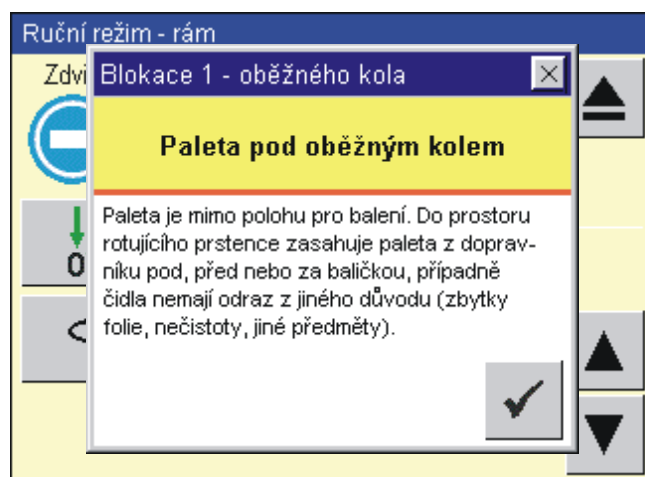 Ruční režim - rám
Zdvi
Blokace 1 - oběžného kola
Paleta pod oběžným kolem
Paleta je mimo polohu pro balení. Do prostoru
rotujícího prstence zasahuje paleta z doprav-
níku pod, před nebo za baličkou, případně
čidla nemají odraz z jiného důvodu (zbytky
folie, nečistoty, jiné předměty).
0